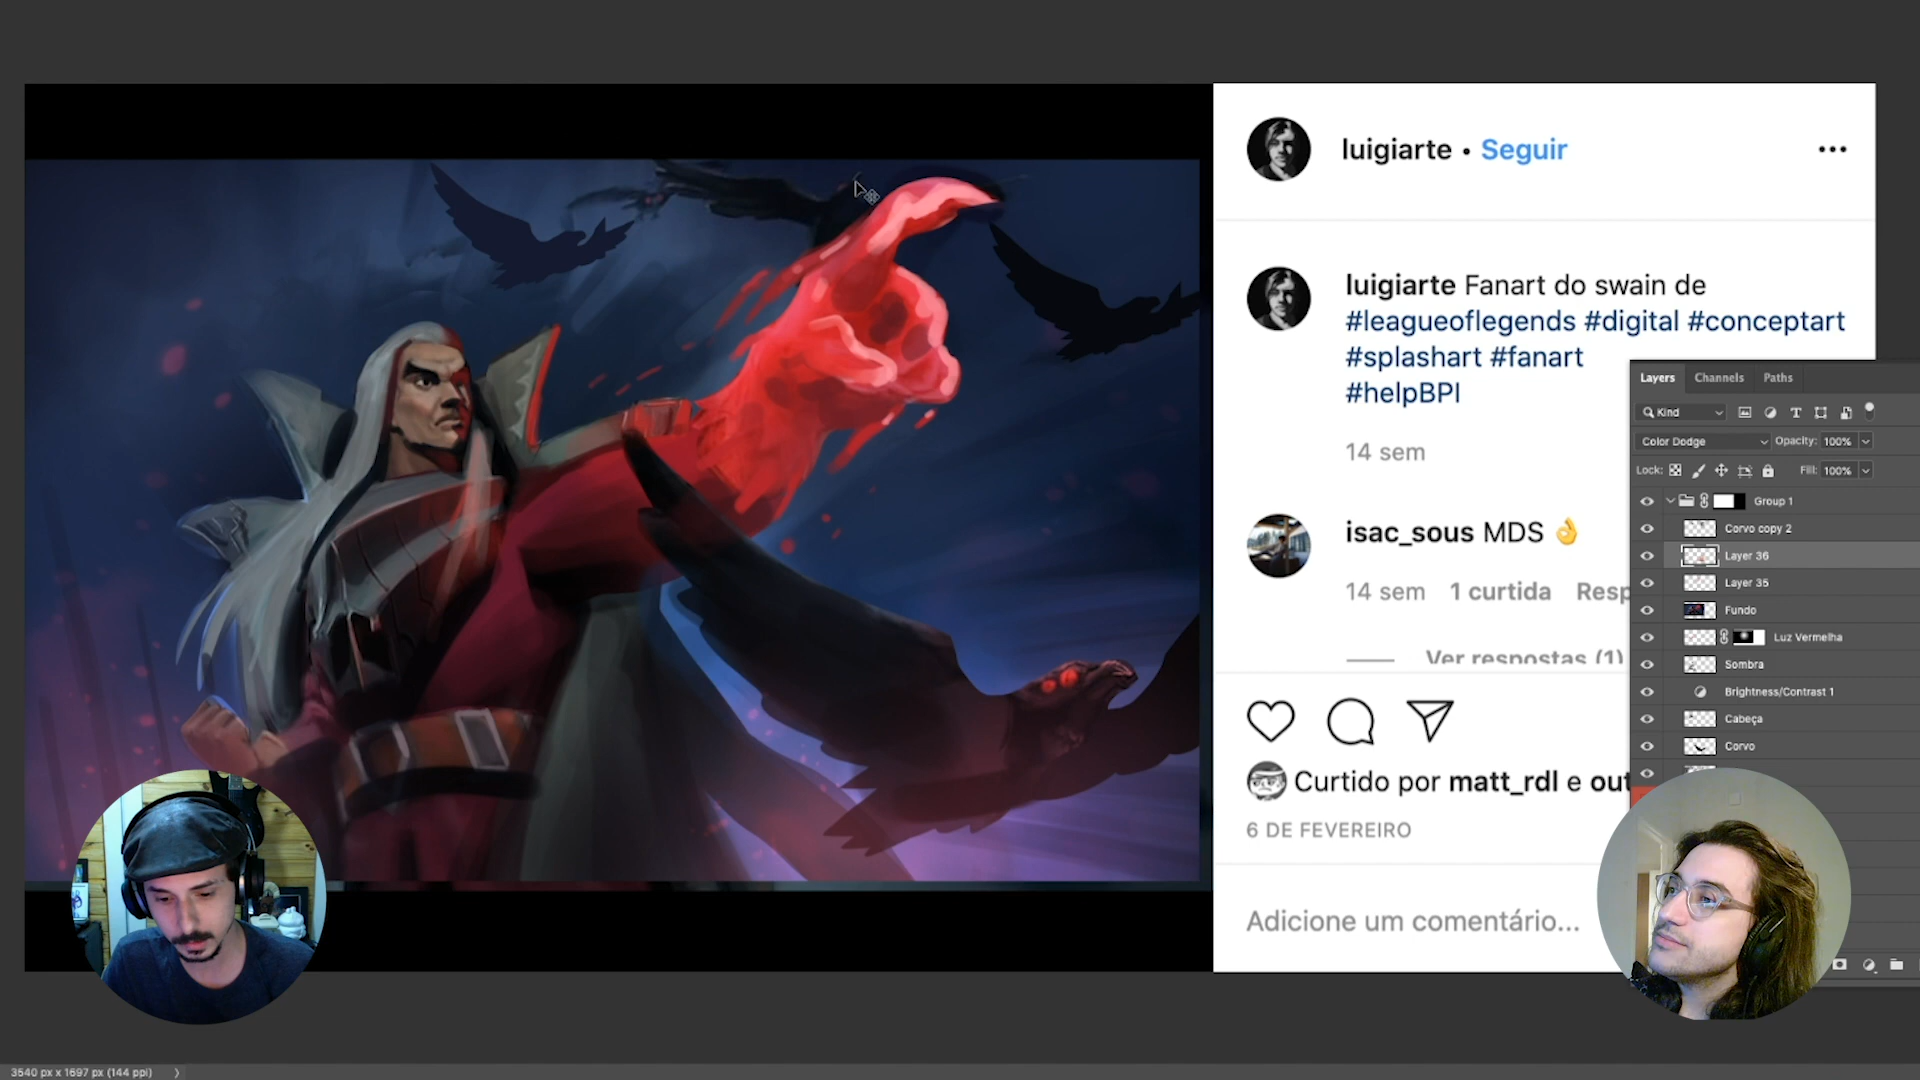 luigiarte • Seguir
luigiarte Fanart do swain de
#leagueoflegends #digital #conceptart
#splashart #fanart
#helpBPI
14 sem
isac_sous MDS 👌
14 sem 1 curtida Resp
Ver respostas (1)
Curtido por matt_rdl e out
6 DE FEVEREIRO
Adicione um comentário...
Layers Channels Paths
Kind
Color Dodge Opacity: 100%
Lock: Fill: 100%
Group 1
Corvo copy 2
Layer 36
Layer 35
Fundo
Luz Vermelha
Sombra
Brightness/Contrast 1
Cabeça
Corvo
3540 px x 1697 px (144 ppi)